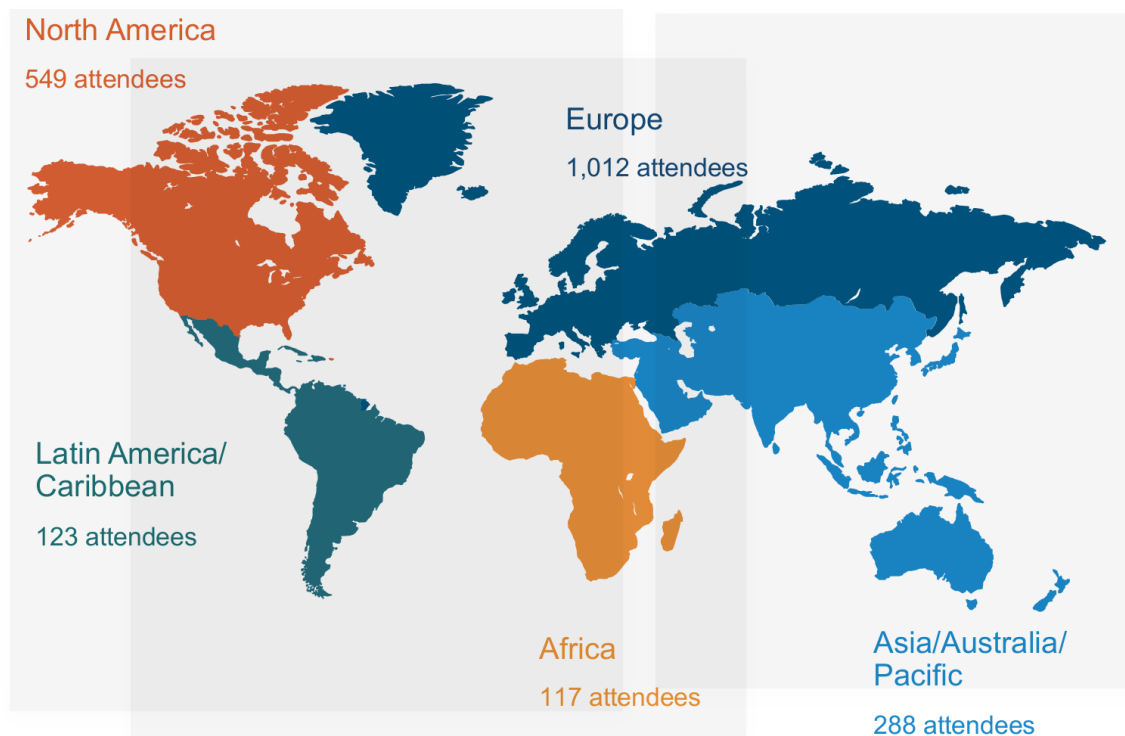 North America
549 attendees
Europe
1,012 attendees
Latin America/
Caribbean
123 attendees
Africa
117 attendees
Asia/Australia/
Pacific
288 attendees